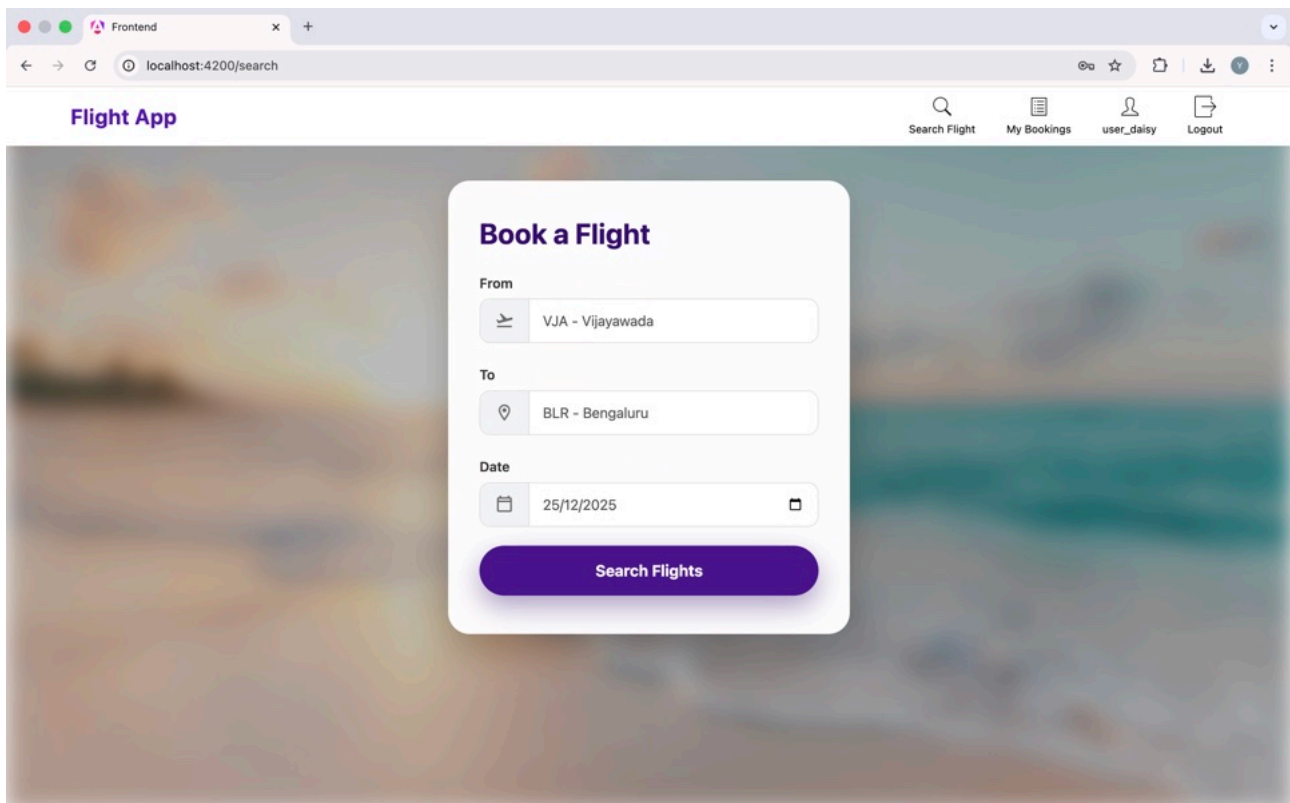 Frontend
localhost:4200/search
Flight App
Search Flight
My Bookings
user_daisy
Logout
Book a Flight
From
VJA - Vijayawada
To
BLR - Bengaluru
Date
25/12/2025
Search Flights